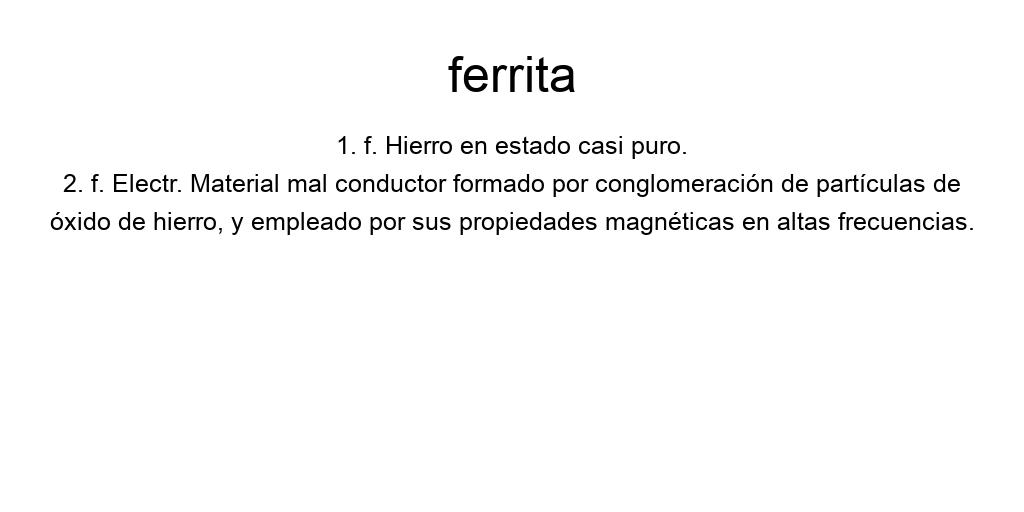 ferrita
1. f. Hierro en estado casi puro.
2. f. Electr. Material mal conductor formado por conglomeración de partículas de
óxido de hierro, y empleado por sus propiedades magnéticas en altas frecuencias.